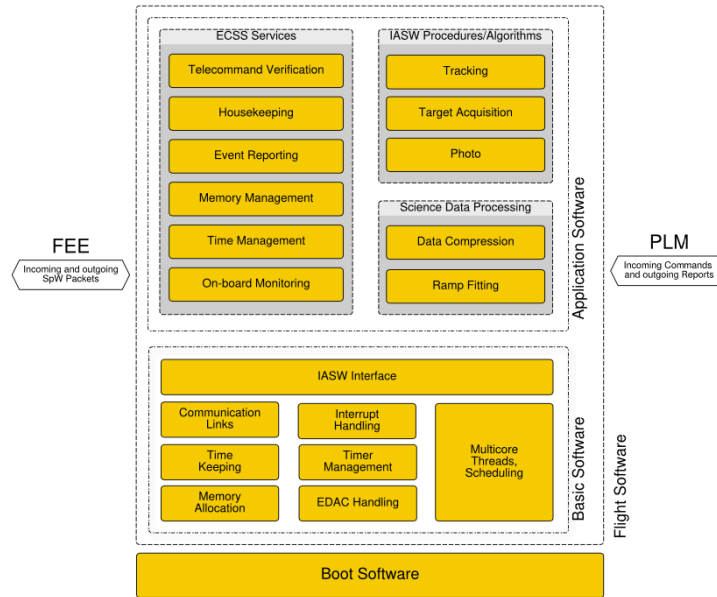 ECSS Services
Telecommand Verification
Housekeeping
Event Reporting
Memory Management
Time Management
On-board Monitoring
IASW Procedures/Algorithms
Tracking
Target Acquisition
Photo
Science Data Processing
Data Compression
Ramp Fitting
Application Software
FEE
Incoming and outgoing
SpW Packets
PLM
Incoming Commands
and outgoing Reports
IASW Interface
Communication
Links
Interrupt
Handling
Time
Keeping
Timer
Management
Memory
Allocation
EDAC Handling
Multicore
Threads,
Scheduling
Basic Software
Flight Software
Boot Software